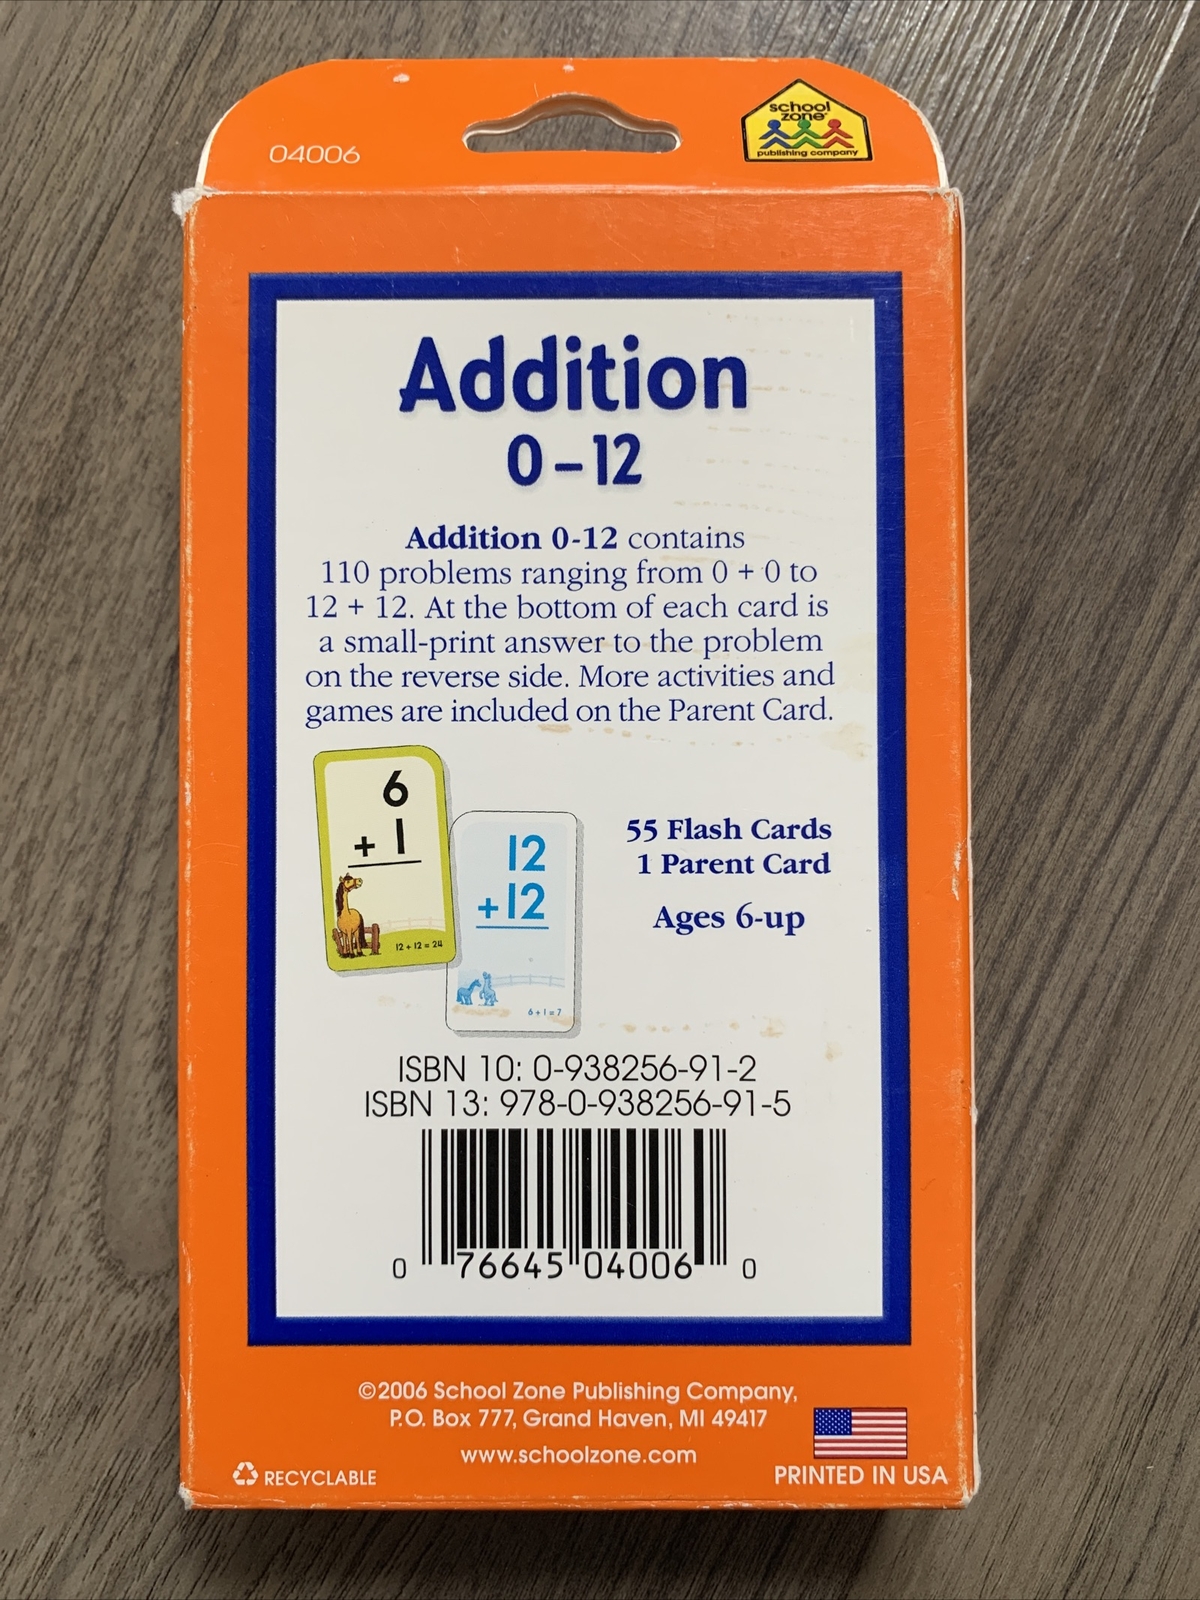 04006
school
zone®
publishing company
Addition
0-12
Addition 0-12 contains
110 problems ranging from 0 + 0 to
12 + 12. At the bottom of each card is
a small-print answer to the problem
on the reverse side. More activities and
games are included on the Parent Card.
6
+ 1
12 + 12 = 24
12
+12
6 + 1 = 7
55 Flash Cards
1 Parent Card
Ages 6-up
ISBN 10: 0-938256-91-2
ISBN 13: 978-0-938256-91-5
0 76645 04006 0
©2006 School Zone Publishing Company,
P.O. Box 777, Grand Haven, MI 49417
www.schoolzone.com
RECYCLABLE
PRINTED IN USA